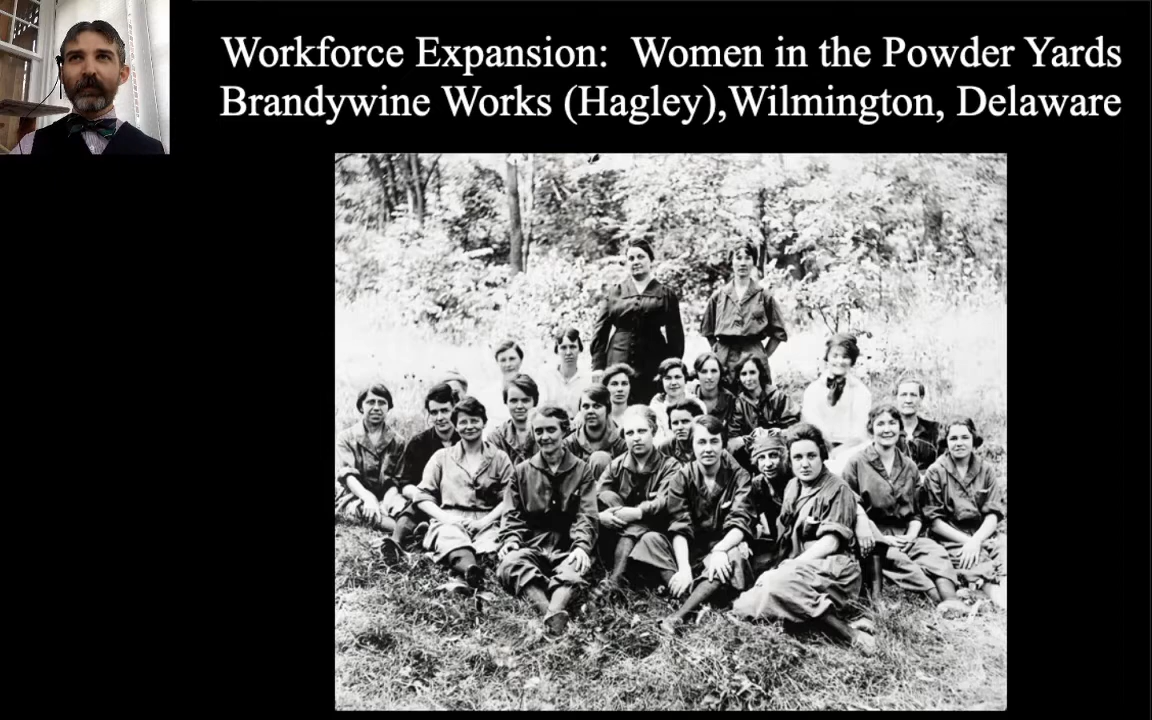 Workforce Expansion:  Women in the Powder Yards
Brandywine Works (Hagley),Wilmington, Delaware